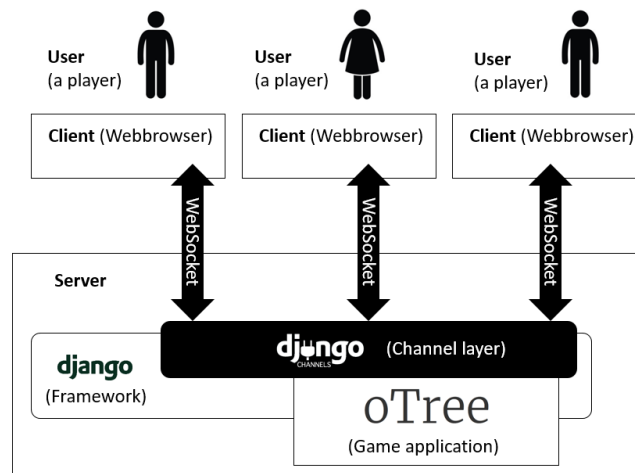 User
(a player)
User
(a player)
User
(a player)
Client (Webbrowser)
Client (Webbrowser)
Client (Webbrowser)
WebSocket
WebSocket
WebSocket
Server
django
CHANNELS
(Channel layer)
django
(Framework)
oTree
(Game application)